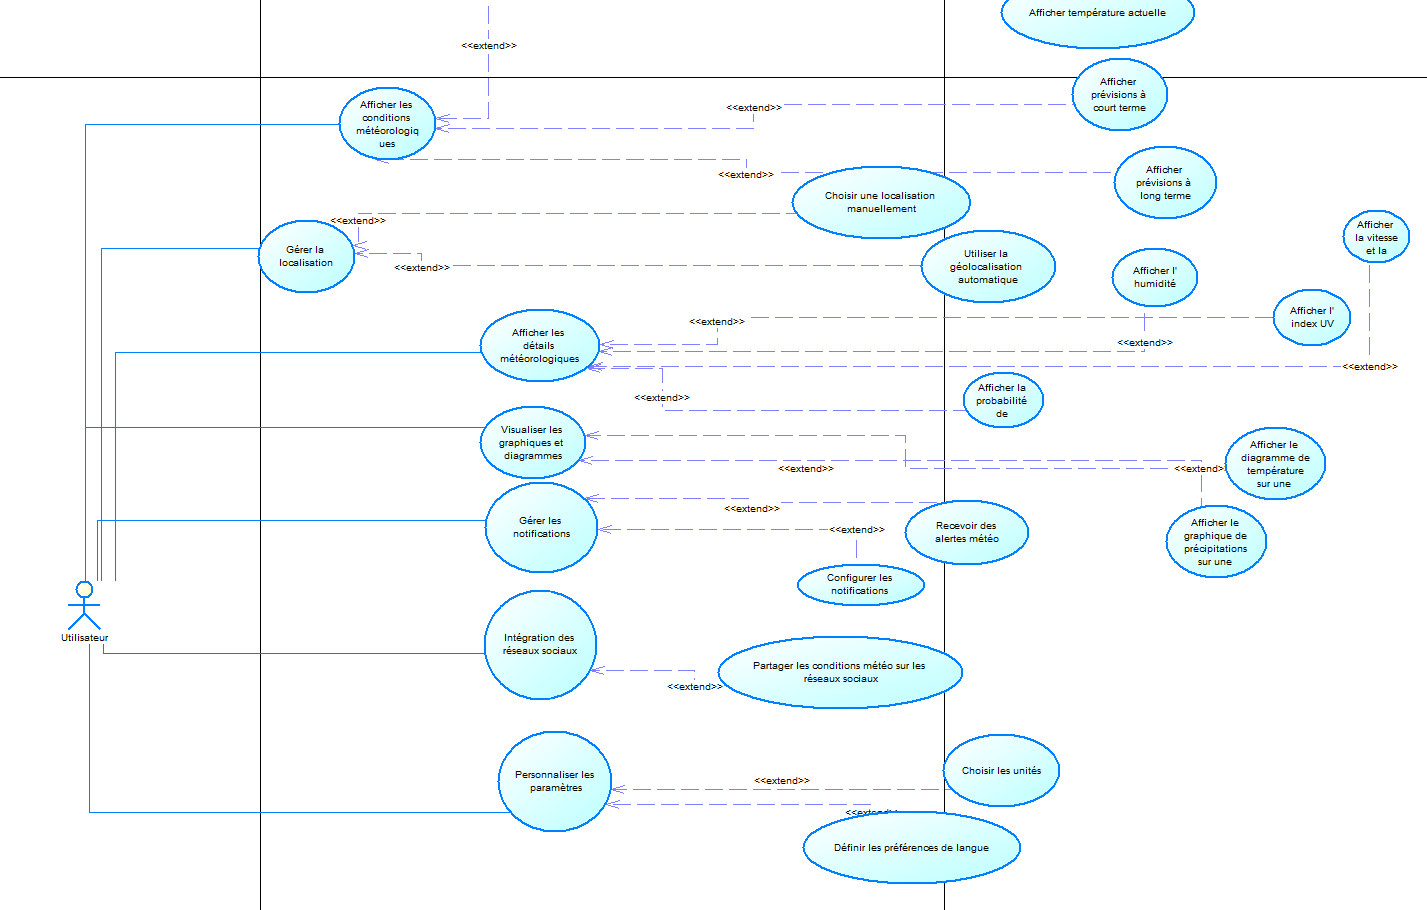 Afficher température actuelle
<<extend>>
Afficher
prévisions à
court terme
Afficher les
conditions
météorologiq
ues
<<extend>>
Afficher
prévisions à
long terme
<<extend>>
Choisir une localisation
manuellement
<<extend>>
Afficher
la vitesse
et la
Gérer la
localisation
<<extend>>
Utiliser la
géolocalisation
automatique
Afficher l'
humidité
Afficher l'
index UV
<<extend>>
Afficher les
détails
météorologiques
<<extend>>
<<extend>>
Afficher la
probabilité
de
<<extend>>
Visualiser les
graphiques et
diagrammes
Afficher le
diagramme de
température
sur une
<<extend>>
<<extend>
Gérer les
notifications
<<extend>>
<<extend>>
Recevoir des
alertes météo
Afficher le
graphique de
précipitations
sur une
Configurer les
notifications
Utilisateur
Intégration des
réseaux sociaux
Partager les conditions météo sur les
réseaux sociaux
<<extend>>
Personnaliser les
paramètres
<<extend>>
Choisir les unités
<<extend>>
Définir les préférences de langue